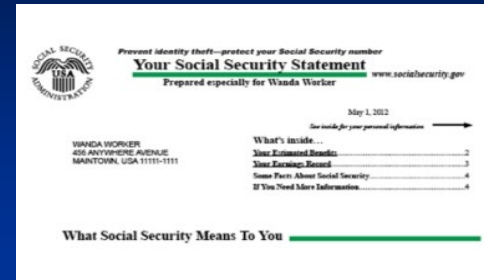 SOCIAL SECURITY ADMINISTRATION
USA
Prevent identity theft—protect your Social Security number
Your Social Security Statement
www.socialsecurity.gov
Prepared especially for Wanda Worker
May 1, 2012
See inside for your personal information
WANDA WORKER
456 ANYWHERE AVENUE
MAINTOWN, USA 11111-1111
What's inside…
Your Estimated Benefits............2
Your Earnings Record............3
Some Facts About Social Security............4
If You Need More Information............4
What Social Security Means To You